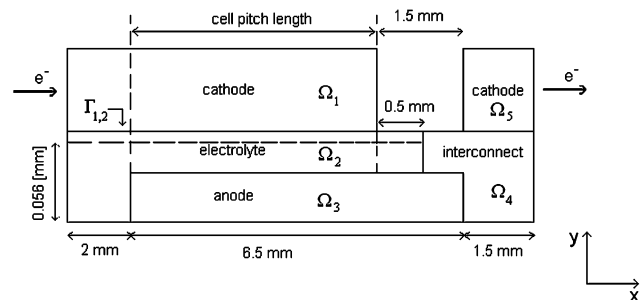 cell pitch length
1.5 mm
e-
cathode Ω1
cathode Ω5
e-
Γ1,2
0.5 mm
electrolyte Ω2
interconnect Ω4
0.056 [mm]
anode Ω3
2 mm
6.5 mm
1.5 mm
y
x